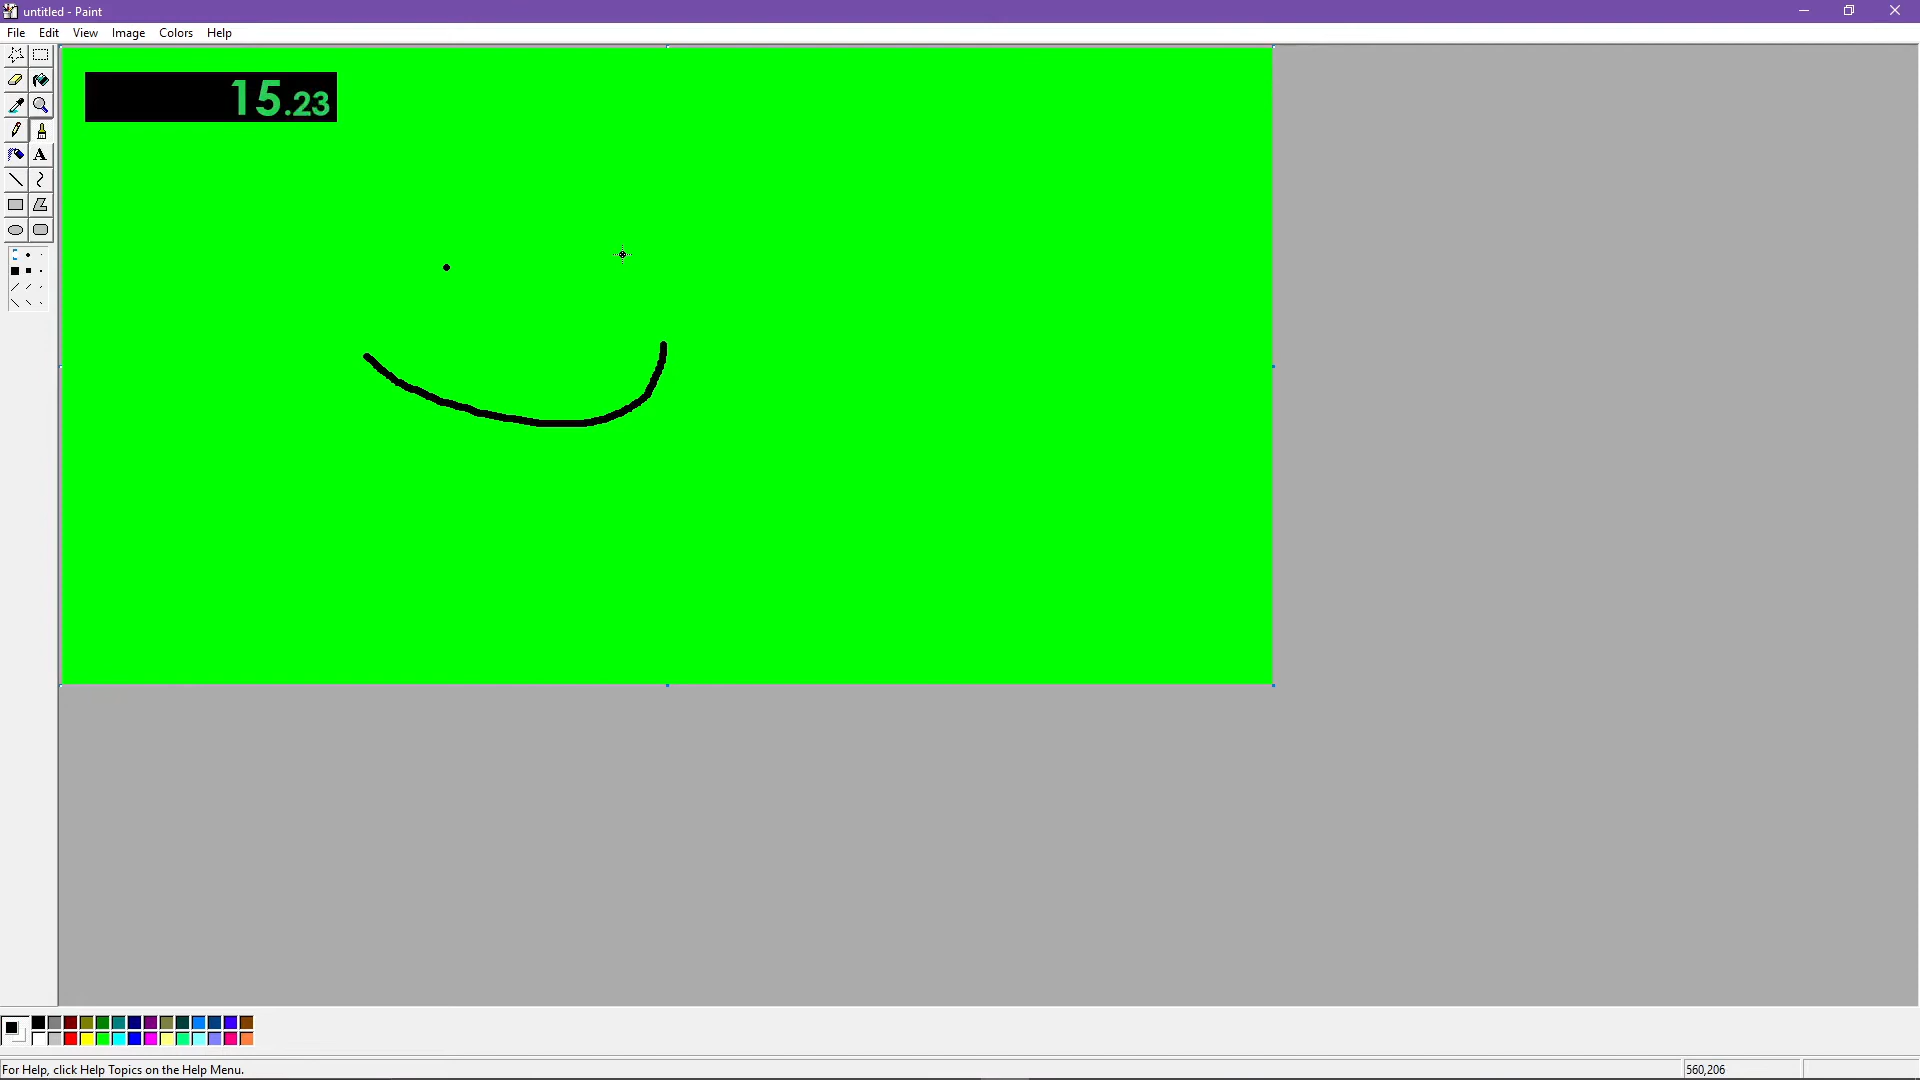 untitled - Paint
File Edit View Image Colors Help
15.23
A
For Help, click Help Topics on the Help Menu.
560,206